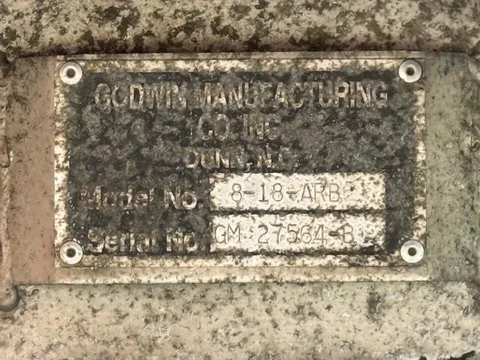 GODWIN MANUFACTURING
CO. INC.
DUNN, N.C.
Model No. 8-18-ARB
Serial No. GM 27564-B